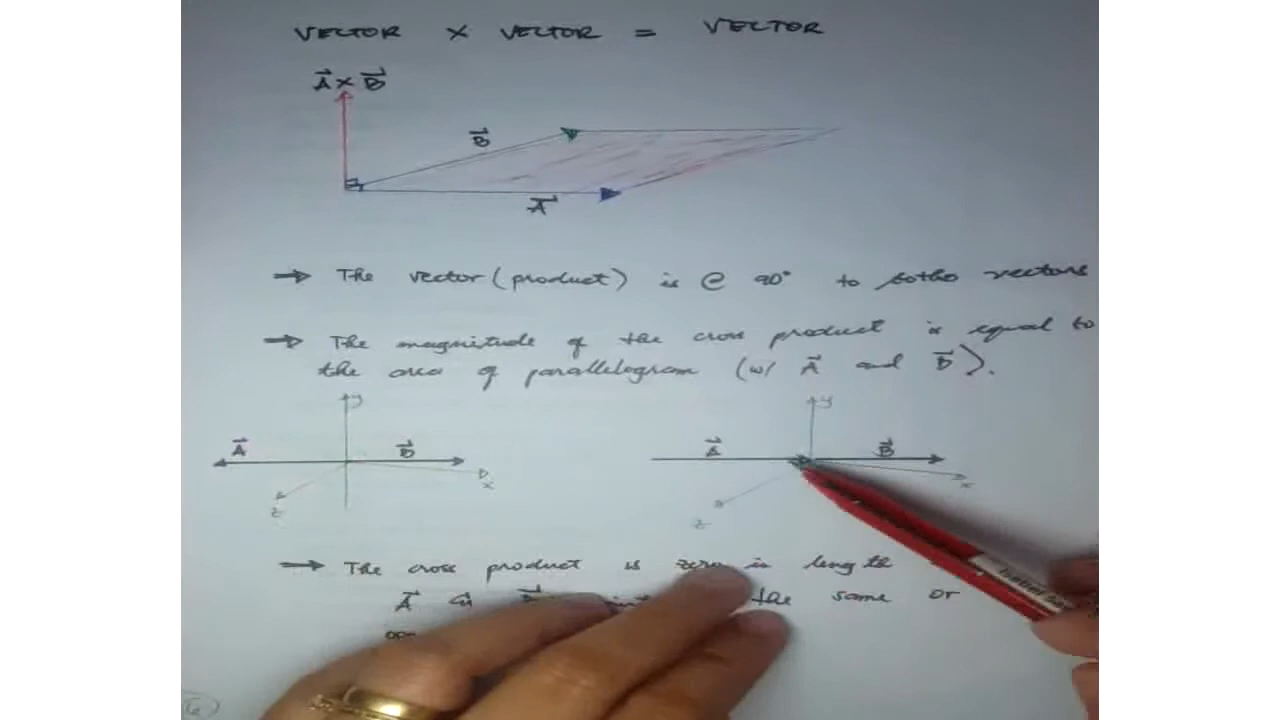 VECTOR × VECTOR = VECTOR
A⃗ × B⃗
B⃗
A⃗
→ The vector (product) is @ 90° to both vectors
→ The magnitude of the cross product is equal to
the area of parallelogram (w/ A⃗ and B⃗).
y y
A⃗ B⃗ A⃗ B⃗
x x
z z
→ The cross product is zero in length
A⃗ the same or